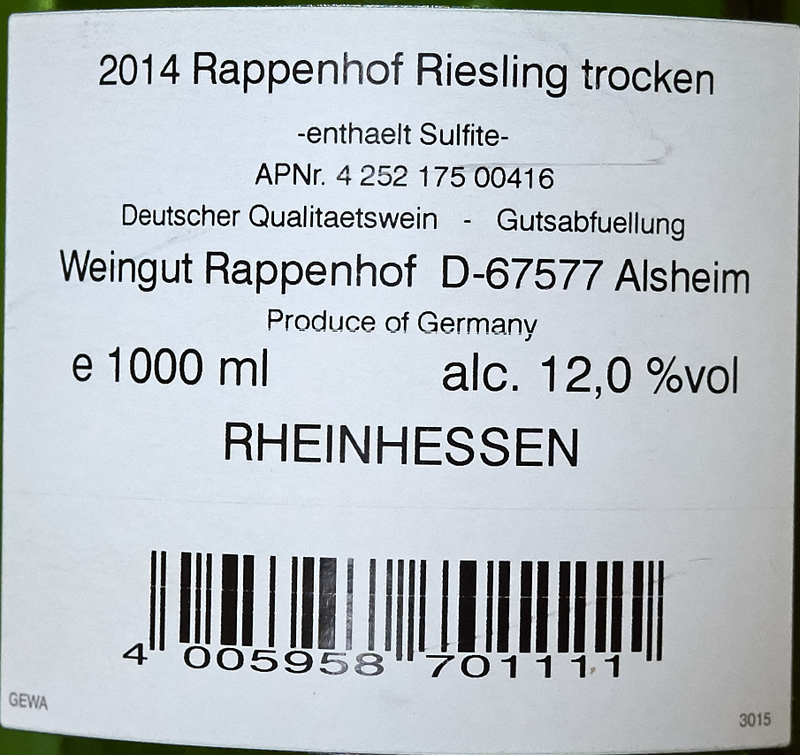 2014 Rappenhof Riesling trocken
-enthaelt Sulfite-
APNr. 4 252 175 00416
Deutscher Qualitaetswein - Gutsabfuellung
Weingut Rappenhof D-67577 Alsheim
Produce of Germany
e 1000 ml alc. 12,0 %vol
RHEINHESSEN
4 005958 701111
GEWA 3015